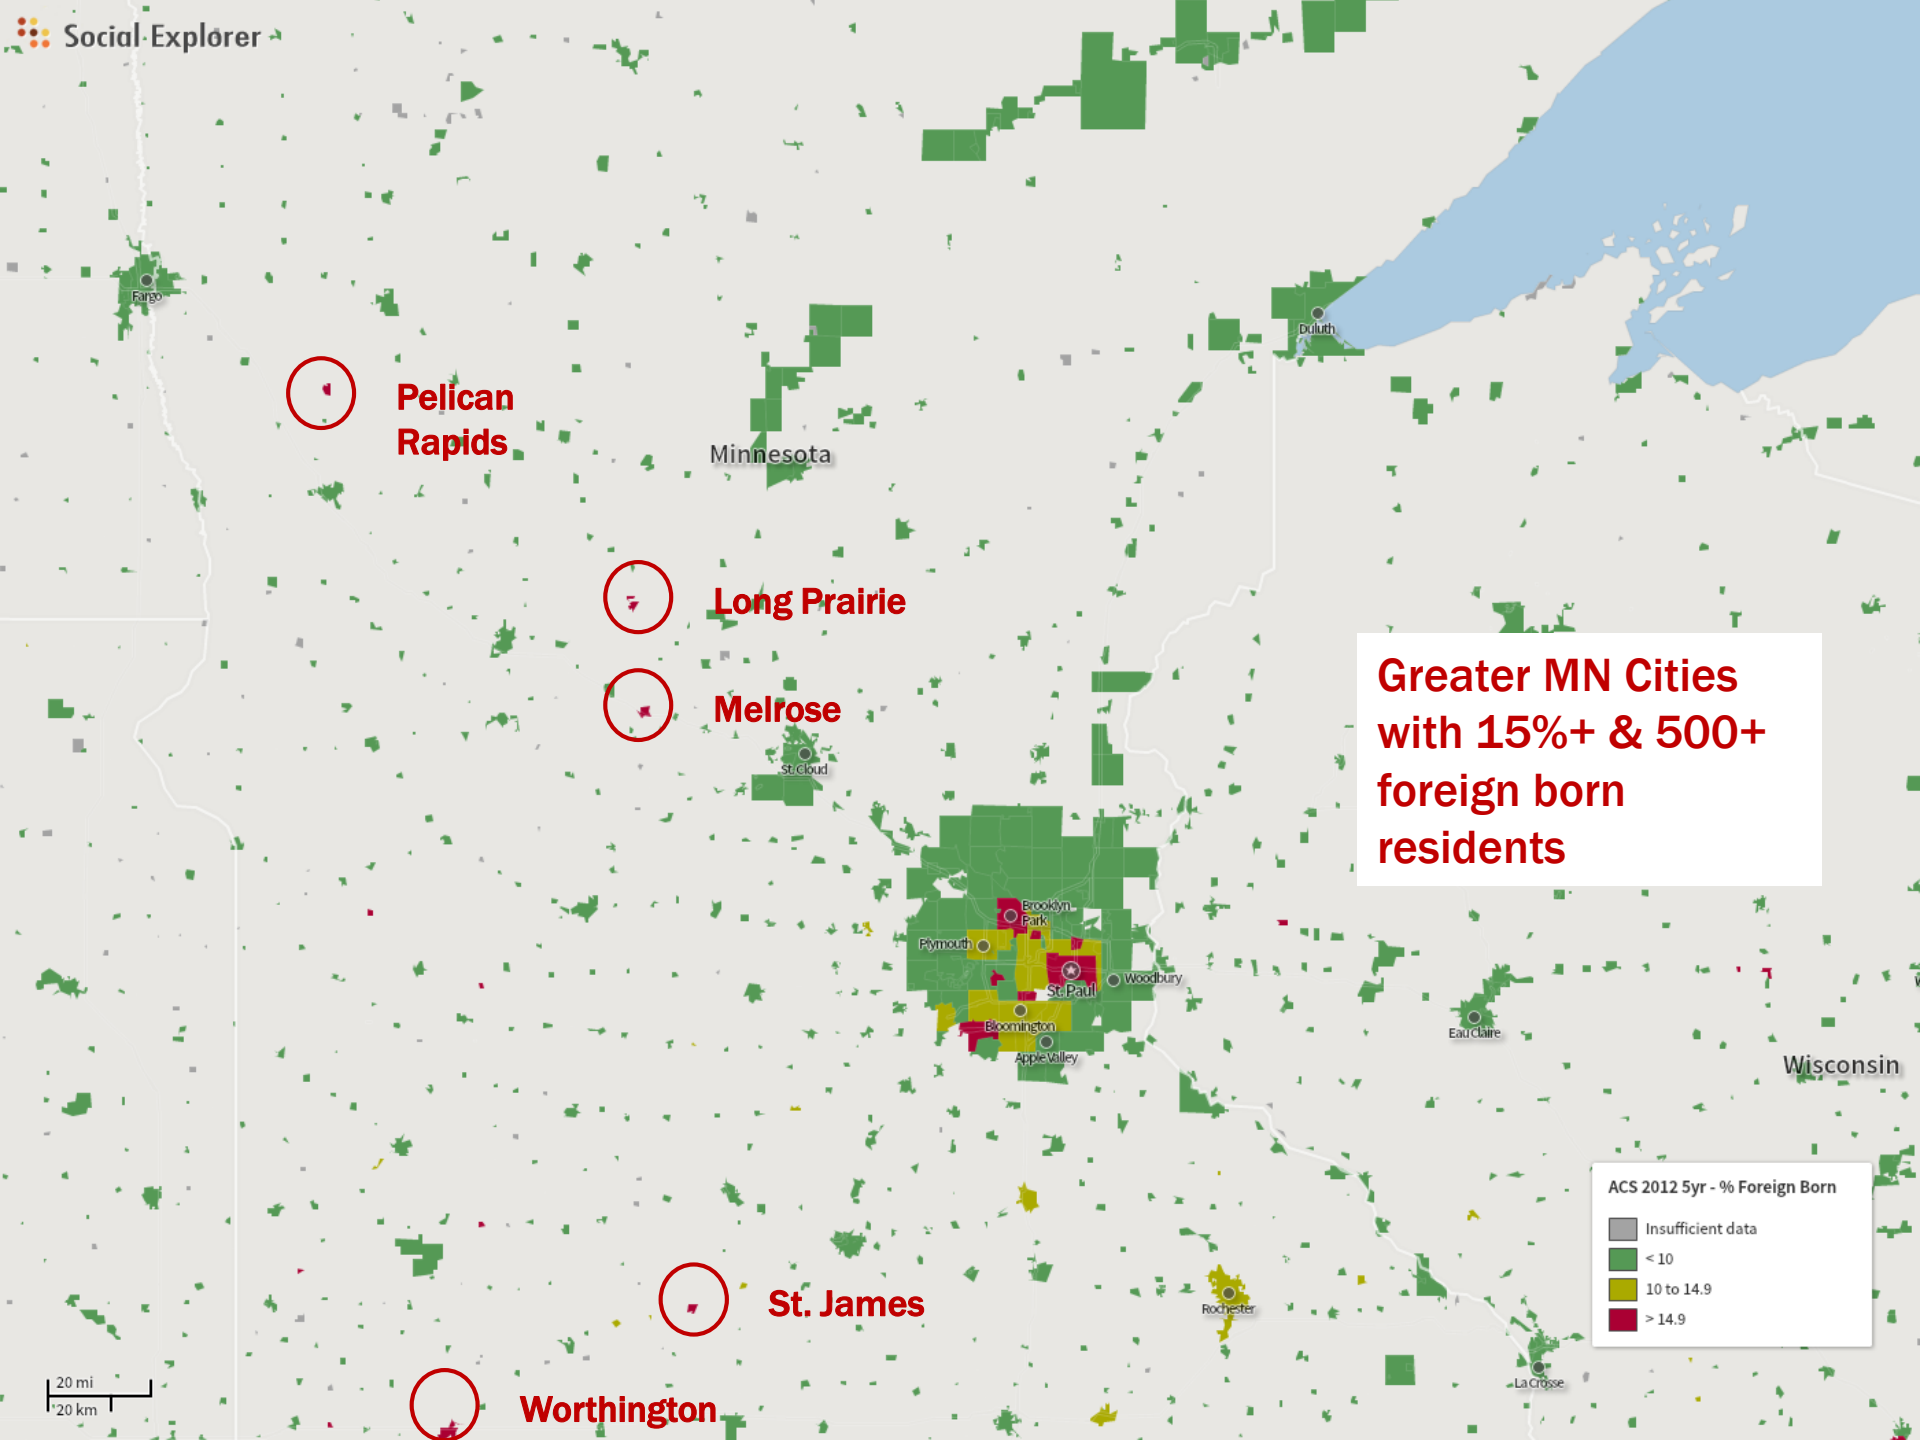 Social Explorer
Fargo
Duluth
Pelican
Rapids
Minnesota
Long Prairie
Melrose
St. Cloud
Greater MN Cities
with 15%+ & 500+
foreign born
residents
Brooklyn
Park
Plymouth
Woodbury
St. Paul
Bloomington
Eau Claire
Apple Valley
Wisconsin
ACS 2012 5yr - % Foreign Born
Insufficient data
< 10
10 to 14.9
> 14.9
St. James
Rochester
La Crosse
20 mi
20 km
Worthington